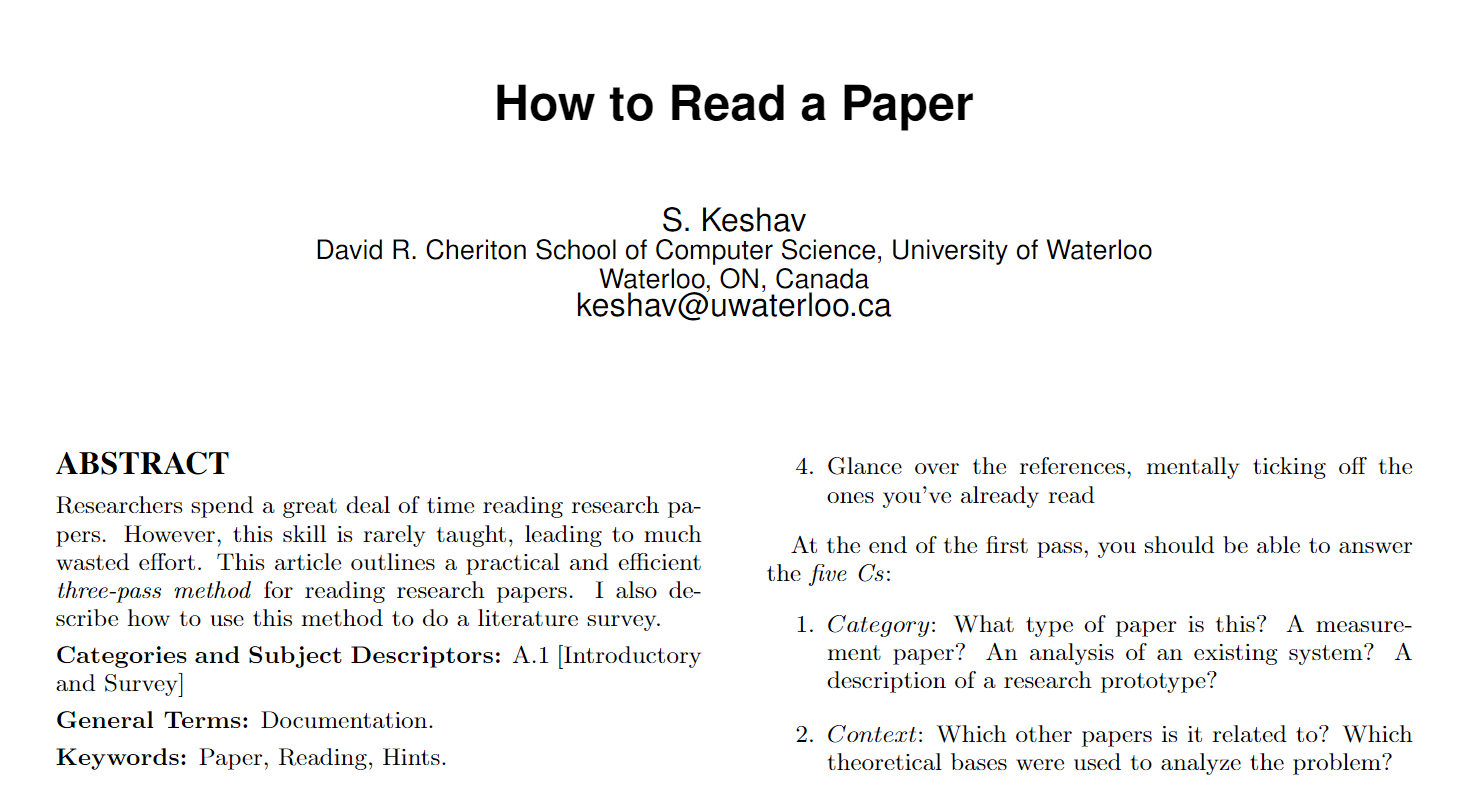 How to Read a Paper
S. Keshav
David R. Cheriton School of Computer Science, University of Waterloo
Waterloo, ON, Canada
keshav@uwaterloo.ca
ABSTRACT
Researchers spend a great deal of time reading research pa-
pers. However, this skill is rarely taught, leading to much
wasted effort. This article outlines a practical and efficient
three-pass method for reading research papers. I also de-
scribe how to use this method to do a literature survey.
Categories and Subject Descriptors: A.1 [Introductory
and Survey]
General Terms: Documentation.
Keywords: Paper, Reading, Hints.
4. Glance over the references, mentally ticking off the
ones you've already read
At the end of the first pass, you should be able to answer
the five Cs:
1. Category: What type of paper is this? A measure-
ment paper? An analysis of an existing system? A
description of a research prototype?
2. Context: Which other papers is it related to? Which
theoretical bases were used to analyze the problem?